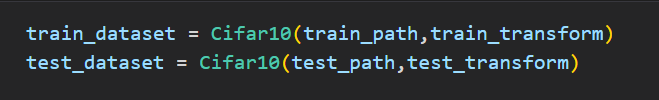 train_dataset = Cifar10(train_path,train_transform)
test_dataset = Cifar10(test_path,test_transform)